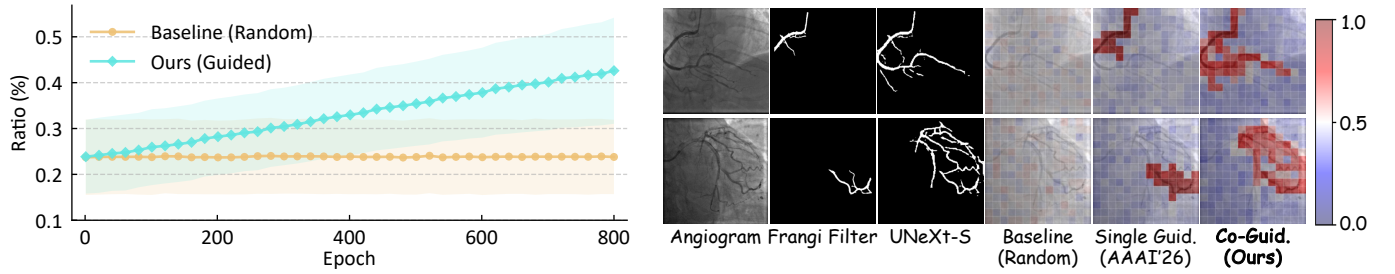 0.5
0.4
0.3
0.2
0.1
Ratio (%)
Baseline (Random)
Ours (Guided)
0
200
400
600
800
Epoch
Angiogram
Frangi Filter
UNeXt-S
Baseline
(Random)
Single Guid.
(AAAI'26)
Co-Guid.
(Ours)
1.0
0.5
0.0